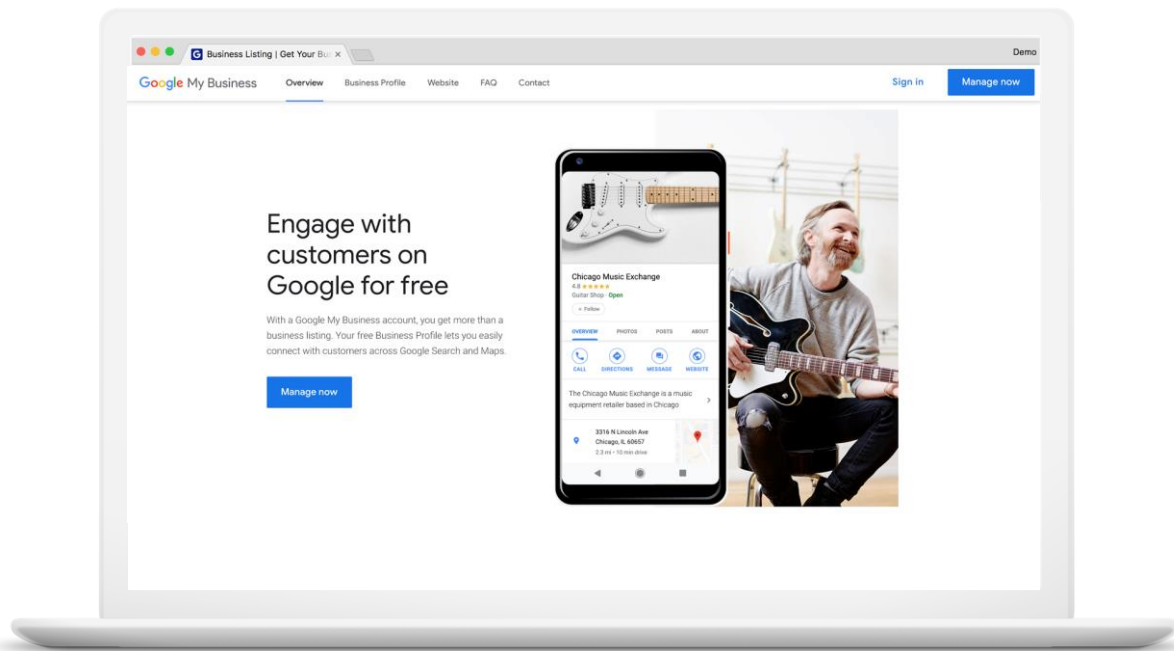 Business Listing | Get Your Bu
Demo
Google My Business
Overview
Business Profile
Website
FAQ
Contact
Sign in
Manage now
Engage with
customers on
Google for free
With a Google My Business account, you get more than a
business listing. Your free Business Profile lets you easily
connect with customers across Google Search and Maps.
Manage now
Chicago Music Exchange
4.8
Guitar Shop · Open
+ Follow
OVERVIEW PHOTOS POSTS ABOUT
CALL DIRECTIONS MESSAGE WEBSITE
The Chicago Music Exchange is a music
equipment retailer based in Chicago
3316 N Lincoln Ave
Chicago, IL 60657
2.3 mi · 10 min drive